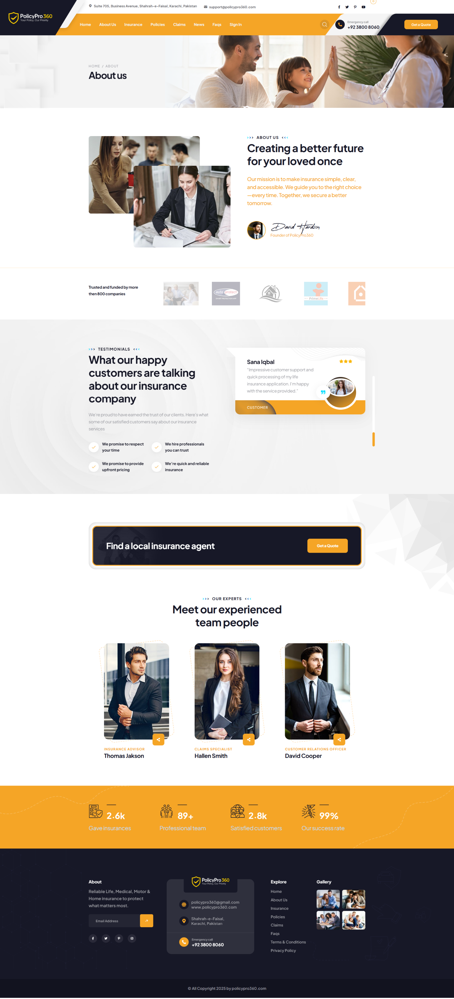 PolicyPro 360
Your Policy, Our Priority
Suite 705, Business Avenue, Shahrah-e-Faisal, Karachi, Pakistan
support@policypro360.com
Home
About Us
Insurance
Policies
Claims
News
Faqs
Sign In
Emergency call
+92 3800 8060
Get a Quote
HOME / ABOUT
About us
>>> ABOUT US <<<
Creating a better future
for your loved once
Our mission is to make insurance simple, clear,
and accessible. We guide you to the right choice
—every time. Together, we secure a better
tomorrow.
David Hardson
Founder of PolicyPro360
Trusted and funded by more
then 800 companies
auto protect
SMART PROTECTION APP
PrimeLife
>>> TESTIMONIALS <<<
What our happy
customers are talking
about our insurance
company
We're proud to have earned the trust of our clients. Here's what
some of our satisfied customers say about our insurance
services
We promise to respect
your time
We hire professionals
you can trust
We promise to provide
upfront pricing
We're quick and reliable
insurance
Sana Iqbal
"Impressive customer support and
quick processing of my life
insurance application. I'm happy
with the service provided."
CUSTOMER
Find a local insurance agent
Get a Quote
>>> OUR EXPERTS <<<
Meet our experienced
team people
INSURANCE ADVISOR
Thomas Jakson
CLAIMS SPECIALIST
Hallen Smith
CUSTOMER RELATIONS OFFICER
David Cooper
2.6k
Gave insurances
89+
Professional team
2.8k
Satisfied customers
99%
Our success rate
About
Reliable Life, Medical, Motor &
Home insurance to protect
what matters most.
Email Address
PolicyPro 360
Your Policy, Our Priority
policypro360@gmail.com
www.policypro360.com
Shahrah-e-Faisal,
Karachi, Pakistan
Emergency call
+92 3800 8060
Explore
Home
About Us
Insurance
Policies
Claims
Faqs
Terms & Conditions
Privacy Policy
Gallery
© All Copyright 2025 by policypro360.com